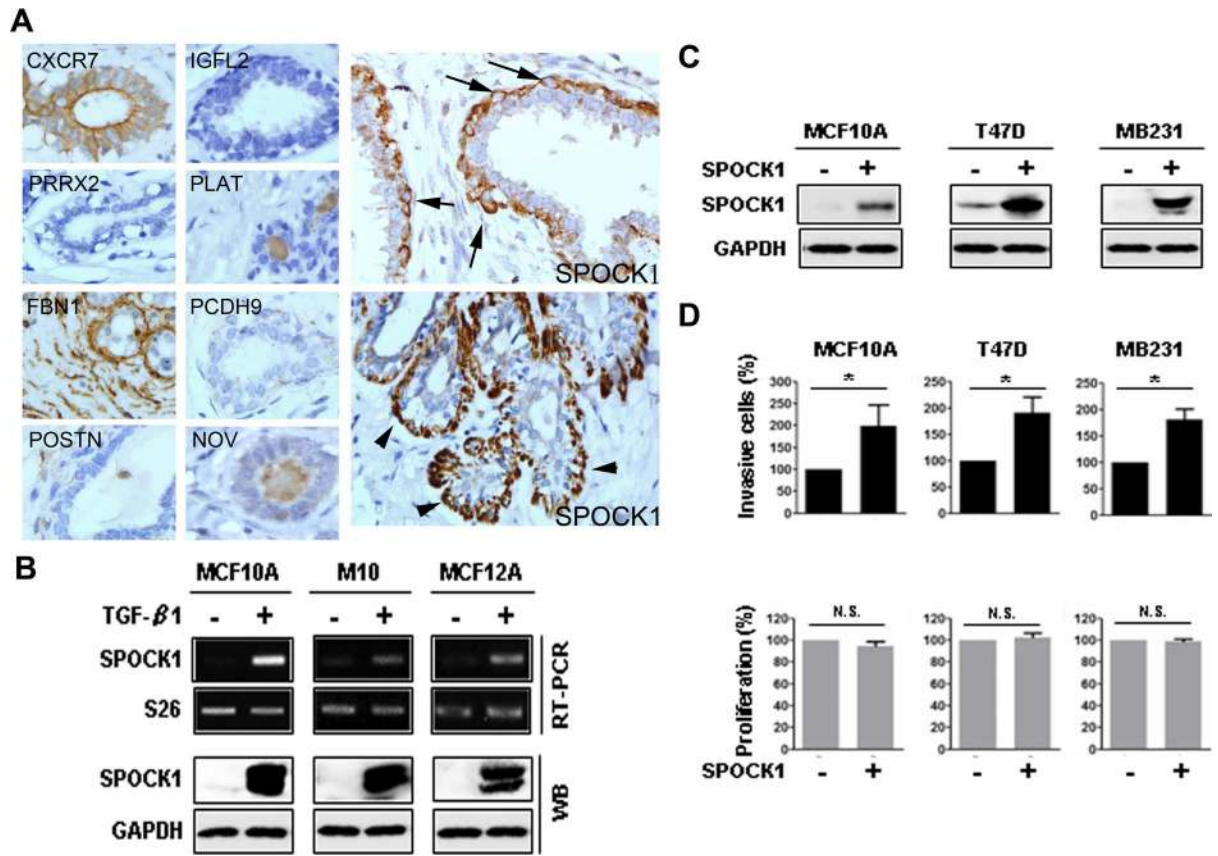 A
CXCR7
IGFL2
PRRX2
PLAT
SPOCK1
FBN1
PCDH9
POSTN
NOV
SPOCK1
B
MCF10A M10 MCF12A
TGF-β1 - + - + - +
SPOCK1
S26
RT-PCR
SPOCK1
GAPDH
WB
C
MCF10A T47D MB231
SPOCK1 - + - + - +
SPOCK1
GAPDH
D
MCF10A T47D MB231
Invasive cells (%)
300
250
200
150
100
50
0
*
250
200
150
100
50
0
*
250
200
150
100
50
0
*
Proliferation (%)
120
100
80
60
40
20
0
N.S.
120
100
80
60
40
20
0
N.S.
120
100
80
60
40
20
0
N.S.
SPOCK1 - + - + - +